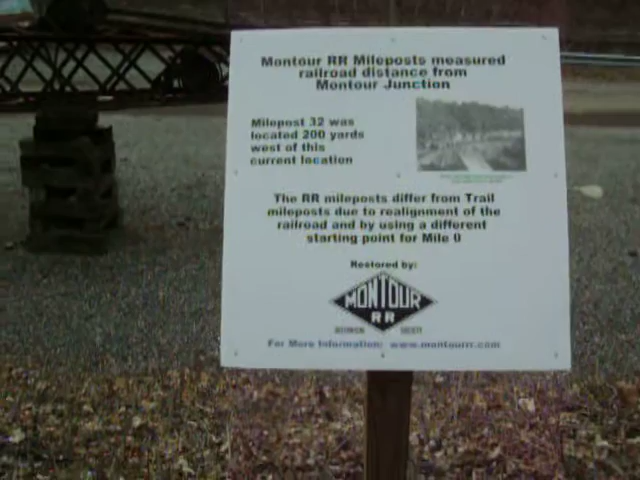 Montour RR Mileposts measured
railroad distance from
Montour Junction
Milepost 32 was
located 200 yards
west of this
current location
The RR mileposts differ from Trail
mileposts due to realignment of the
railroad and by using a different
starting point for Mile 0
Restored by:
MONTOUR
RR
HISTORICAL SOCIETY
For More Information: www.montourrr.com